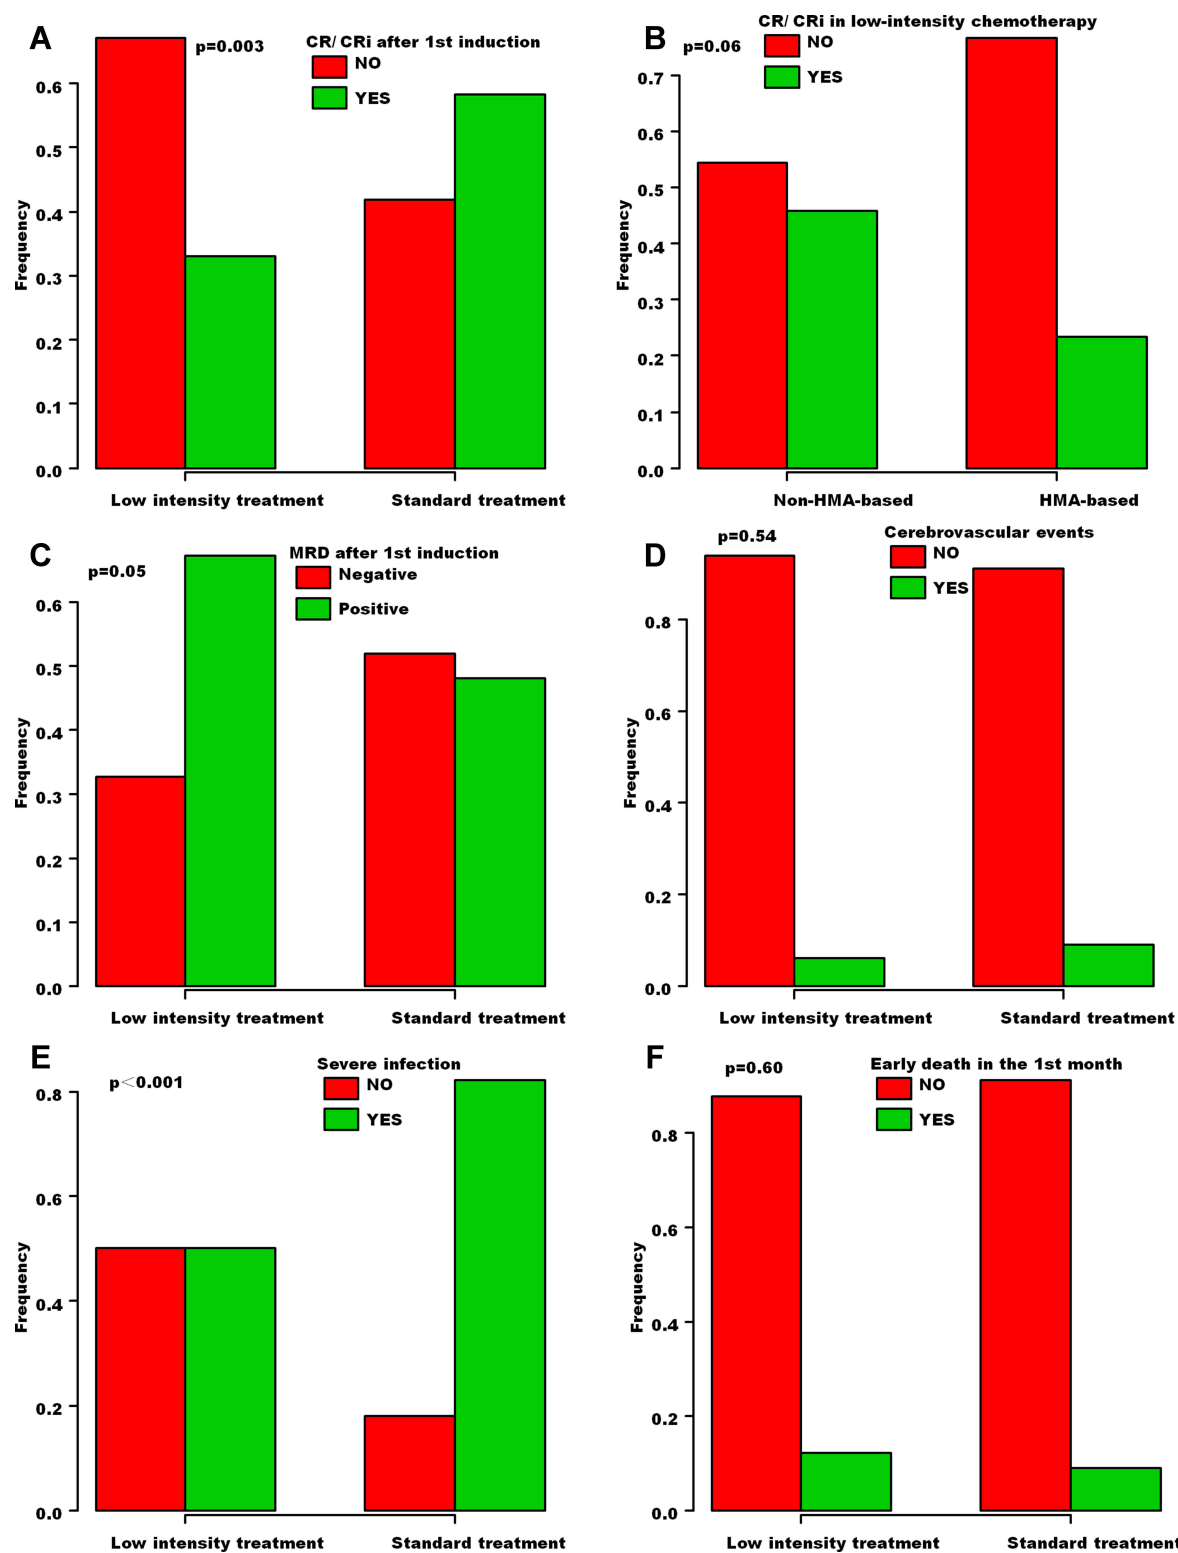 A
p=0.003
CR/ CRi after 1st induction
NO
YES
Frequency
0.6
0.5
0.4
0.3
0.2
0.1
0.0
Low intensity treatment
Standard treatment
B
p=0.06
CR/ CRi in low-intensity chemotherapy
NO
YES
Frequency
0.7
0.6
0.5
0.4
0.3
0.2
0.1
0.0
Non-HMA-based
HMA-based
C
p=0.05
MRD after 1st induction
Negative
Positive
Frequency
0.6
0.5
0.4
0.3
0.2
0.1
0.0
Low intensity treatment
Standard treatment
D
p=0.54
Cerebrovascular events
NO
YES
Frequency
0.8
0.6
0.4
0.2
0.0
Low intensity treatment
Standard treatment
E
p<0.001
Severe infection
NO
YES
Frequency
0.8
0.6
0.4
0.2
0.0
Low intensity treatment
Standard treatment
F
p=0.60
Early death in the 1st month
NO
YES
Frequency
0.8
0.6
0.4
0.2
0.0
Low intensity treatment
Standard treatment